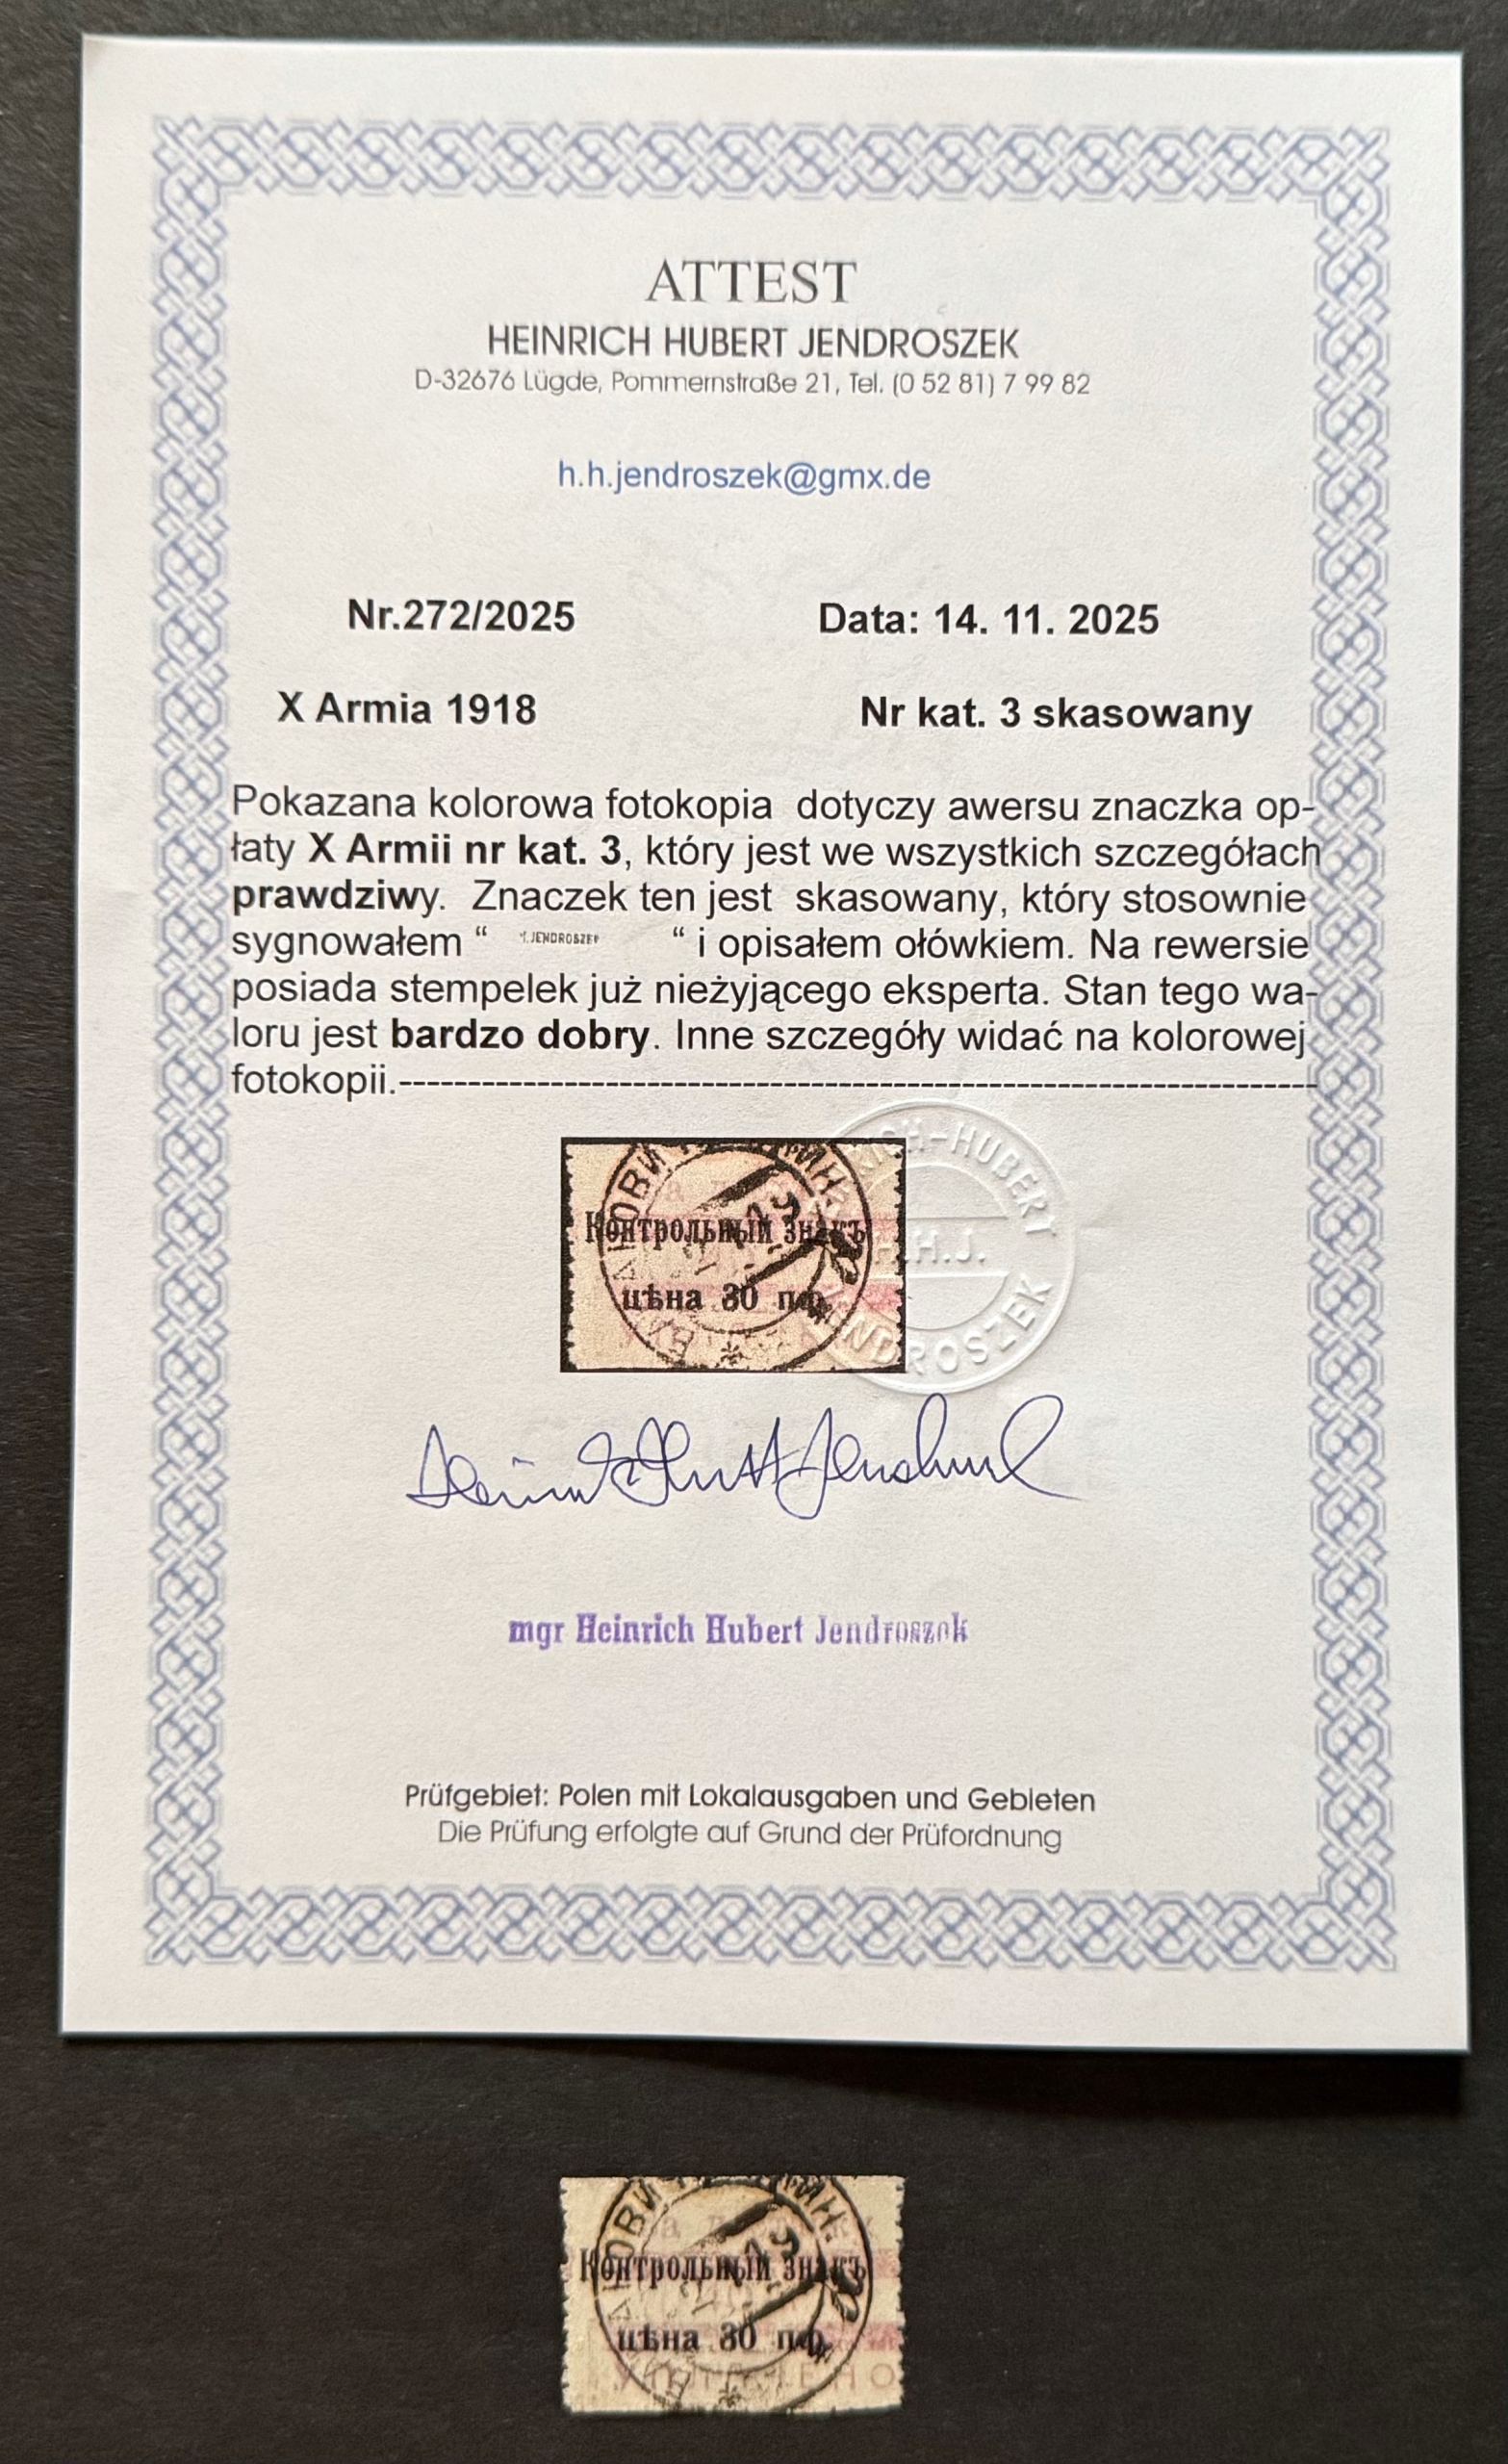 ATTEST
HEINRICH HUBERT JENDROSZEK
D-32676 Lügde, Pommernstraße 21, Tel. (0 52 81) 7 99 82
h.h.jendroszek@gmx.de
Nr.272/2025 Data: 14. 11. 2025
X Armia 1918 Nr kat. 3 skasowany
Pokazana kolorowa fotokopia dotyczy awersu znaczka op-
łaty X Armii nr kat. 3, który jest we wszystkich szczegółach
prawdziwy. Znaczek ten jest skasowany, który stosownie
sygnowałem “ JENDROSZEK “ i opisałem ołówkiem. Na rewersie
posiada stempelek już nieżyjącego eksperta. Stan tego wa-
loru jest bardzo dobry. Inne szczegóły widać na kolorowej
fotokopii.--------------------------------------------------------------------
Контрольный знакъ
цѣна 30 пф.
RICH-HUBERT
H.J.
JENDROSZEK
mgr Heinrich Hubert Jendroszek
Prüfgebiet: Polen mit Lokalausgaben und Gebieten
Die Prüfung erfolgte auf Grund der Prüfordnung
Контрольный знакъ
цѣна 30 пф.